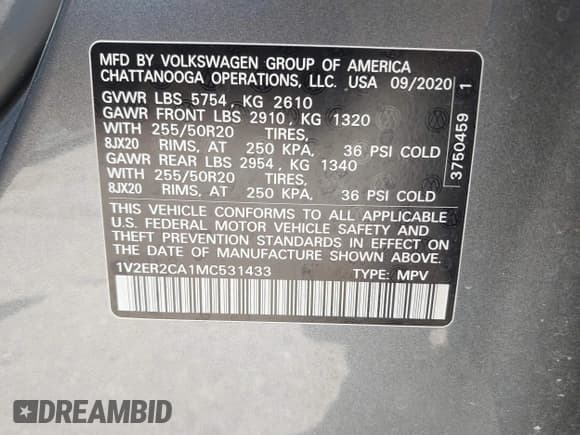 MFD BY VOLKSWAGEN GROUP OF AMERICA
CHATTANOOGA OPERATIONS, LLC. USA 09/2020
GVWR LBS 5754, KG 2610
GAWR FRONT LBS 2910, KG 1320
WITH 255/50R20 TIRES,
8JX20 RIMS, AT 250 KPA, 36 PSI COLD
GAWR REAR LBS 2954, KG 1340
WITH 255/50R20 TIRES,
8JX20 RIMS, AT 250 KPA, 36 PSI COLD
THIS VEHICLE CONFORMS TO ALL APPLICABLE
U.S. FEDERAL MOTOR VEHICLE SAFETY AND
THEFT PREVENTION STANDARDS IN EFFECT ON
THE DATE OF MANUFACTURE SHOWN ABOVE.
1V2ER2CA1MC531433 TYPE: MPV
3750459 1
DREAMBID